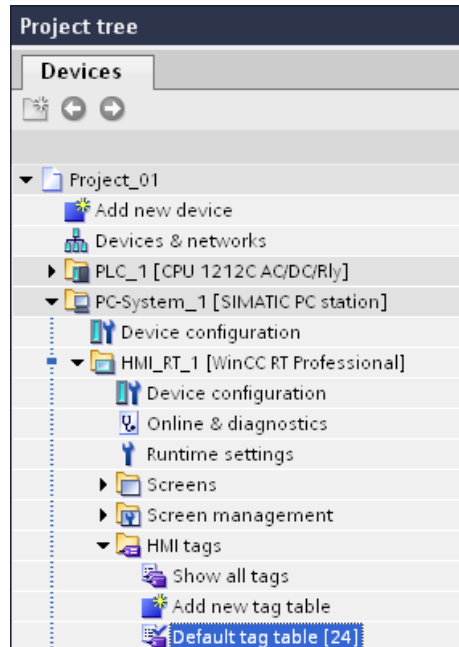 Project tree
Devices
Project_01
Add new device
Devices & networks
PLC_1 [CPU 1212C AC/DC/Rly]
PC-System_1 [SIMATIC PC station]
Device configuration
HMI_RT_1 [WinCC RT Professional]
Device configuration
Online & diagnostics
Runtime settings
Screens
Screen management
HMI tags
Show all tags
Add new tag table
Default tag table [24]